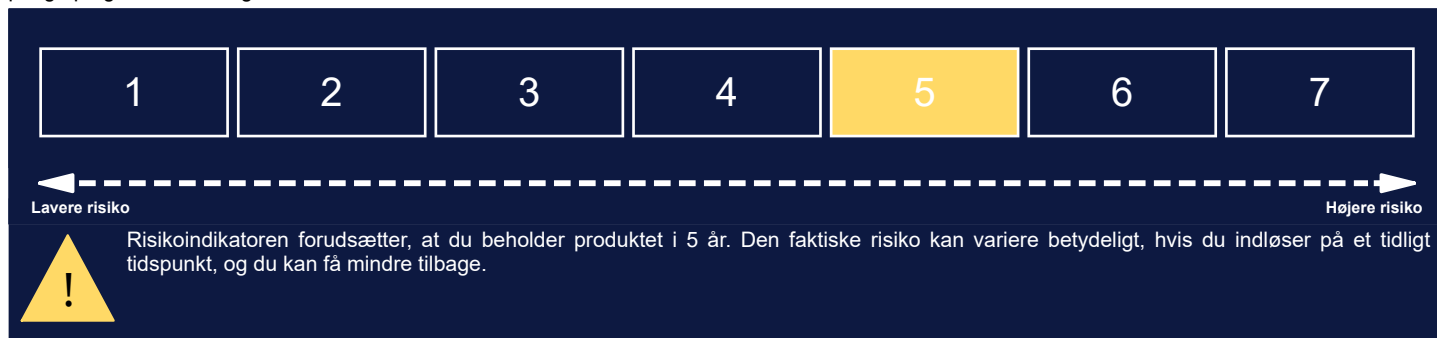 1 2 3 4 5 6 7
Lavere risiko Højere risiko
Risikoindikatoren forudsætter, at du beholder produktet i 5 år. Den faktiske risiko kan variere betydeligt, hvis du indløser på et tidligt
tidspunkt, og du kan få mindre tilbage.
!